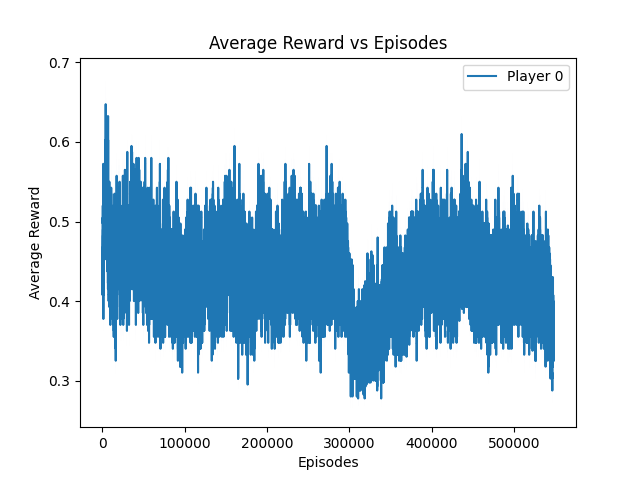 Average Reward vs Episodes
Player 0
0.7
0.6
0.5
0.4
0.3
Average Reward
0
100000
200000
300000
400000
500000
Episodes